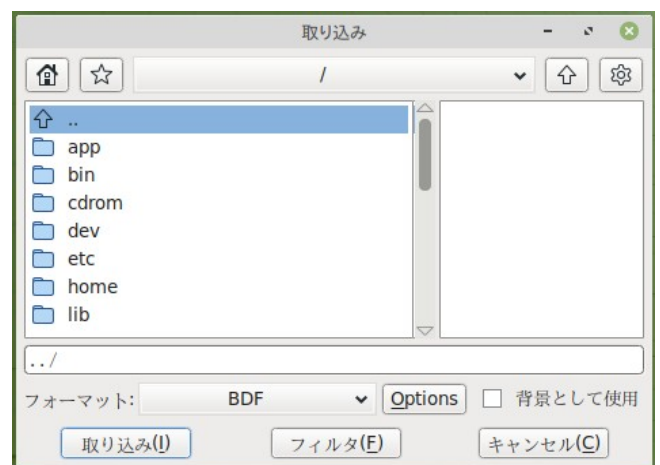 取り込み
/
..
app
bin
cdrom
dev
etc
home
lib
../
フォーマット: BDF Options 背景として使用
取り込み(I) フィルタ(F) キャンセル(C)